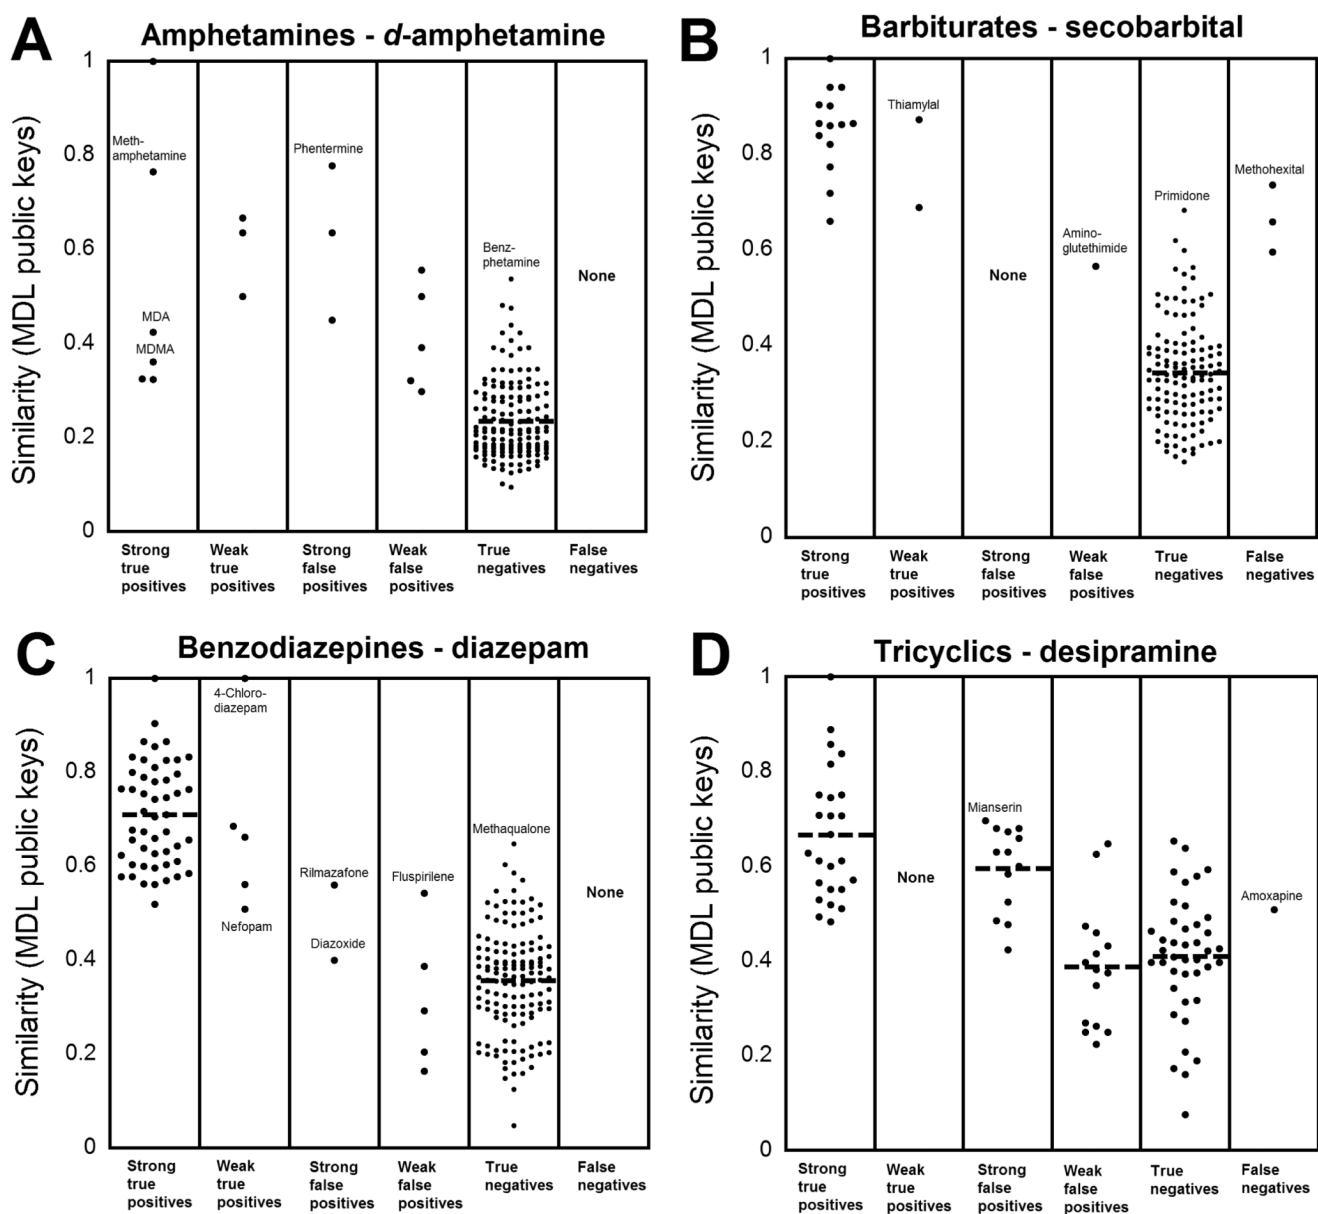 A
Amphetamines - d-amphetamine
Similarity (MDL public keys)
1
0.8
0.6
0.4
0.2
0
Meth-
amphetamine
MDA
MDMA
Phentermine
Benz-
phetamine
None
Strong
true
positives
Weak
true
positives
Strong
false
positives
Weak
false
positives
True
negatives
False
negatives
B
Barbiturates - secobarbital
Similarity (MDL public keys)
1
0.8
0.6
0.4
0.2
0
Thiamylal
None
Amino-
glutethimide
Primidone
Methohexital
Strong
true
positives
Weak
true
positives
Strong
false
positives
Weak
false
positives
True
negatives
False
negatives
C
Benzodiazepines - diazepam
Similarity (MDL public keys)
1
0.8
0.6
0.4
0.2
0
4-Chloro-
diazepam
Nefopam
Rilmazafone
Diazoxide
Fluspirilene
Methaqualone
None
Strong
true
positives
Weak
true
positives
Strong
false
positives
Weak
false
positives
True
negatives
False
negatives
D
Tricyclics - desipramine
Similarity (MDL public keys)
1
0.8
0.6
0.4
0.2
0
None
Mianserin
Amoxapine
Strong
true
positives
Weak
true
positives
Strong
false
positives
Weak
false
positives
True
negatives
False
negatives